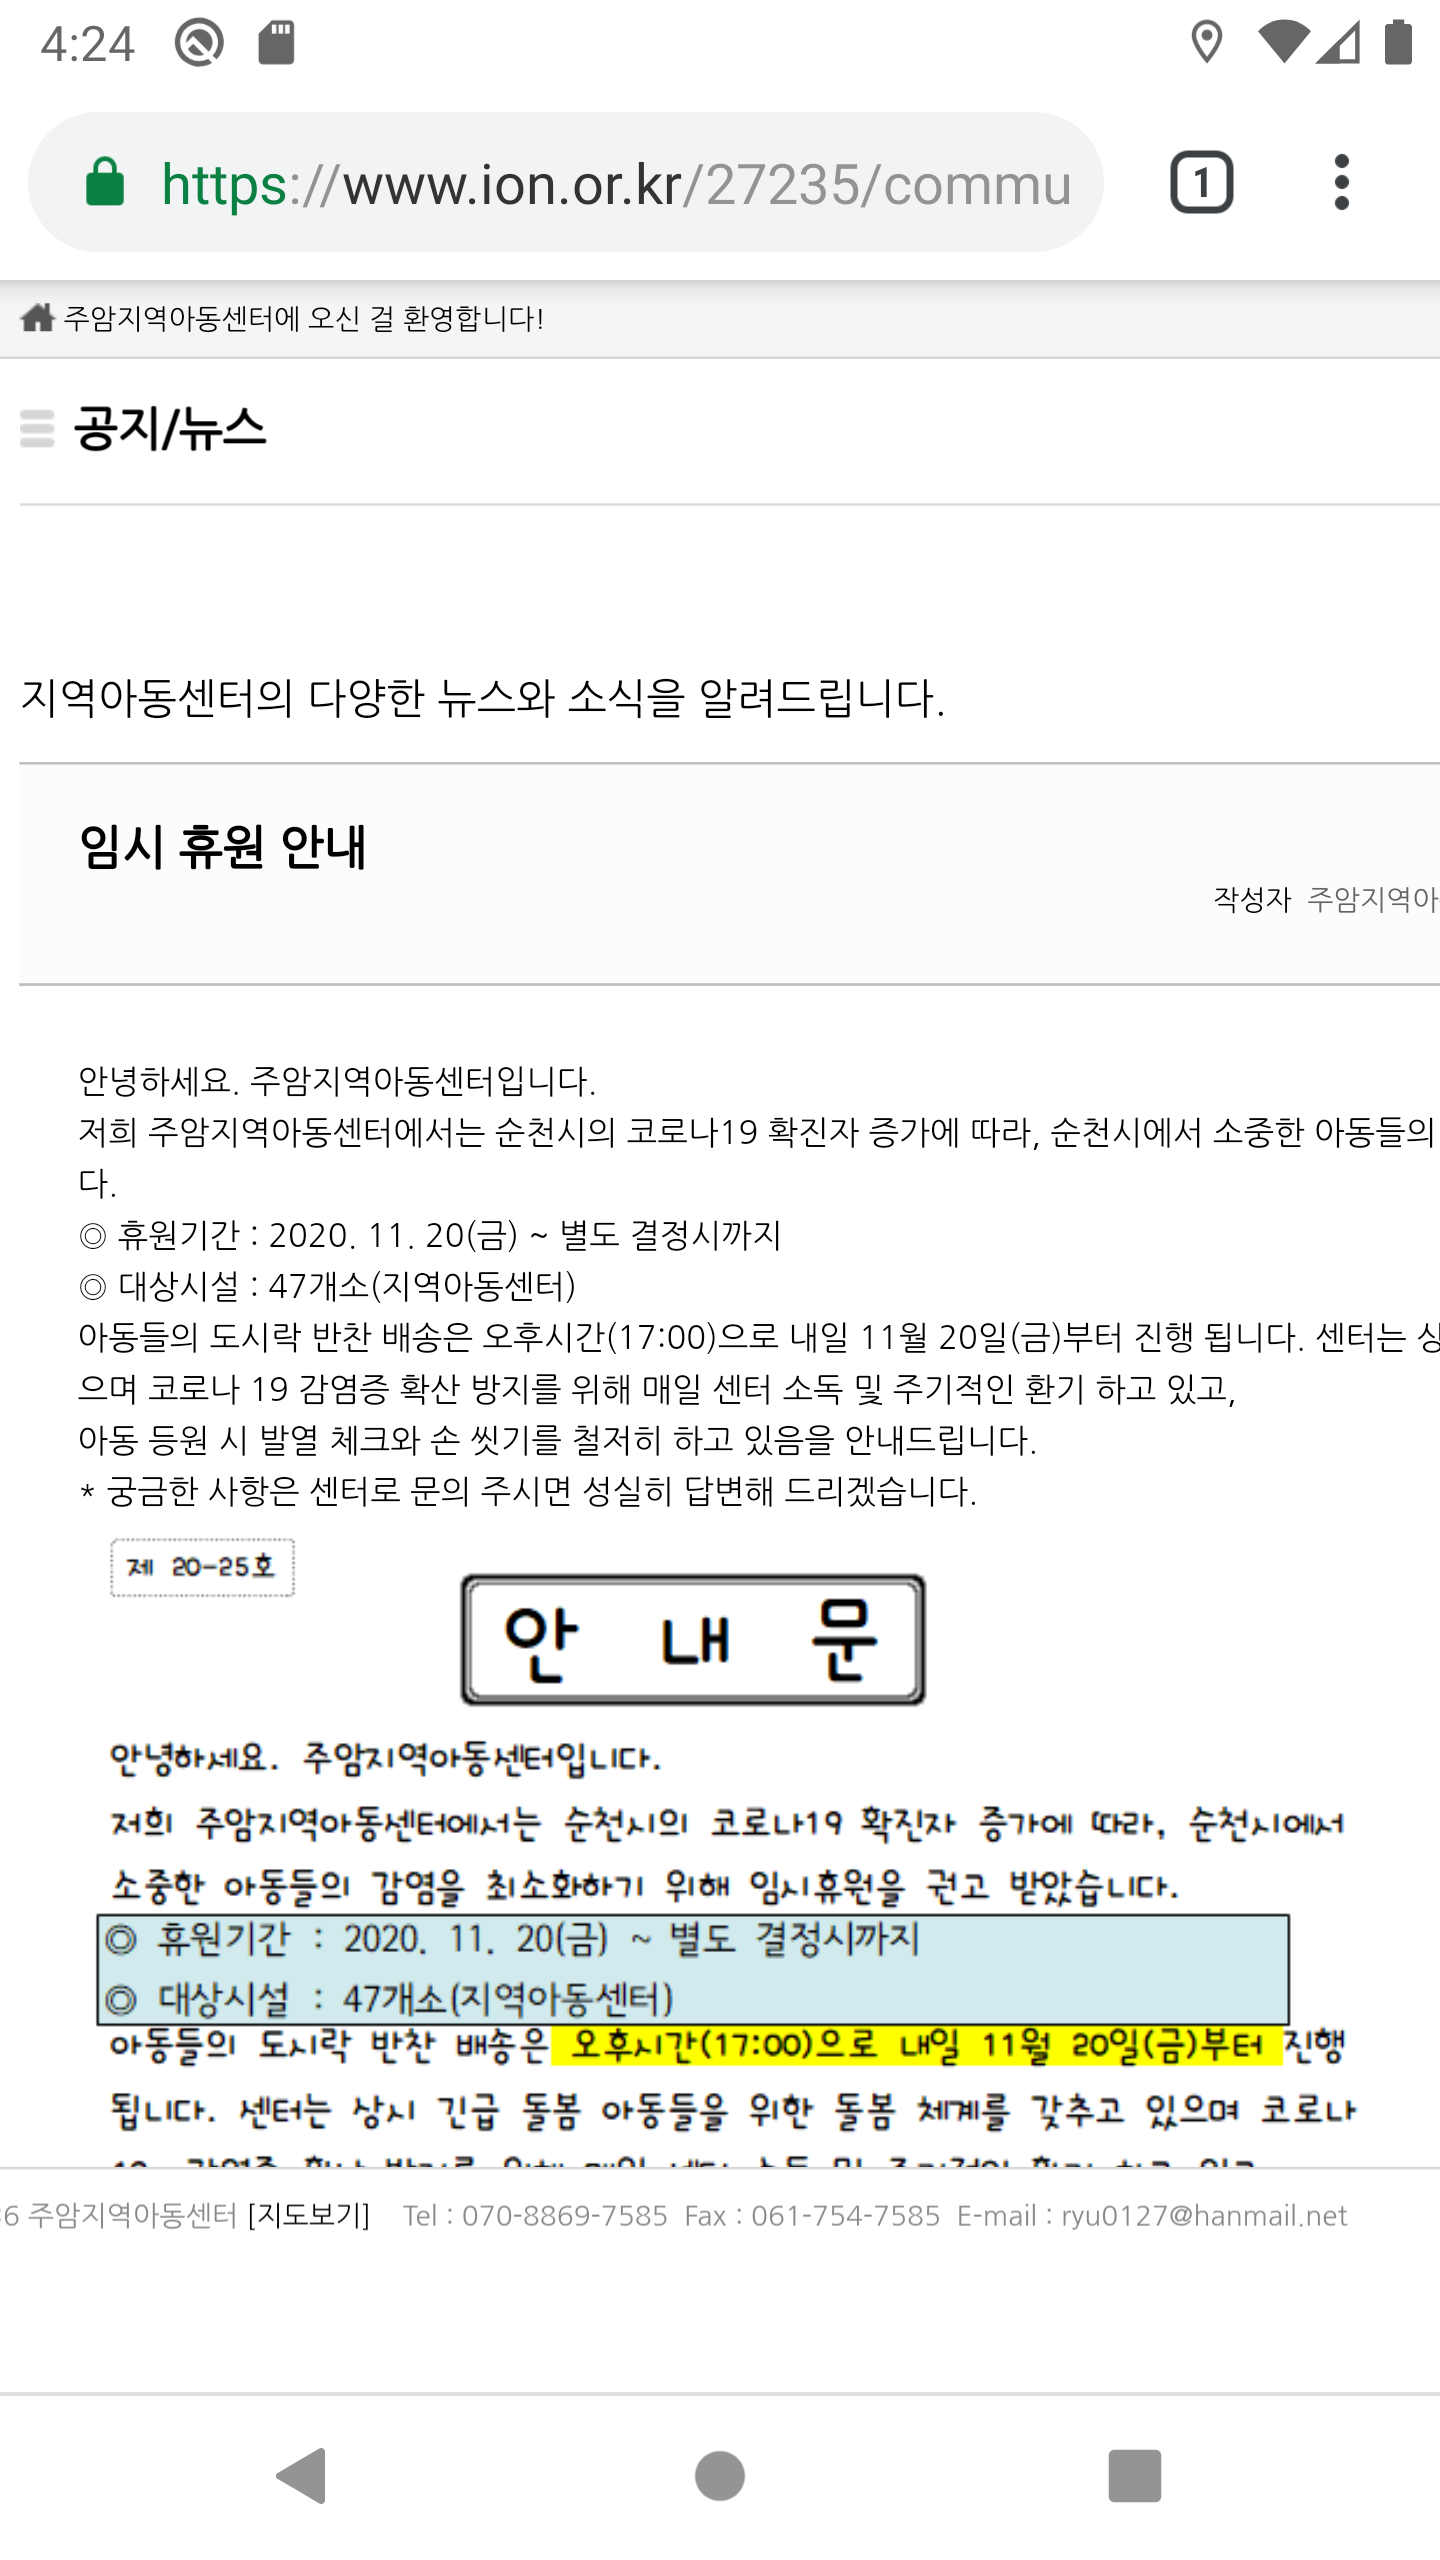 4:24
https://www.ion.or.kr/27235/commu
1
주암지역아동센터에 오신 걸 환영합니다!
공지/뉴스
지역아동센터의 다양한 뉴스와 소식을 알려드립니다.
임시 휴원 안내
작성자 주암지역아
안녕하세요. 주암지역아동센터입니다.
저희 주암지역아동센터에서는 순천시의 코로나19 확진자 증가에 따라, 순천시에서 소중한 아동들의
다.
◎ 휴원기간 : 2020. 11. 20(금) ~ 별도 결정시까지
◎ 대상시설 : 47개소(지역아동센터)
아동들의 도시락 반찬 배송은 오후시간(17:00)으로 내일 11월 20일(금)부터 진행 됩니다. 센터는 상
으며 코로나 19 감염증 확산 방지를 위해 매일 센터 소독 및 주기적인 환기 하고 있고,
아동 등원 시 발열 체크와 손 씻기를 철저히 하고 있음을 안내드립니다.
* 궁금한 사항은 센터로 문의 주시면 성실히 답변해 드리겠습니다.
제 20-25호
안 내 문
안녕하세요. 주암지역아동센터입니다.
저희 주암지역아동센터에서는 순천시의 코로나19 확진자 증가에 따라, 순천시에서
소중한 아동들의 감염을 최소화하기 위해 임시휴원을 권고 받았습니다.
◎ 휴원기간 : 2020. 11. 20(금) ~ 별도 결정시까지
◎ 대상시설 : 47개소(지역아동센터)
아동들의 도시락 반찬 배송은 오후시간(17:00)으로 내일 11월 20일(금)부터 진행
됩니다. 센터는 상시 긴급 돌봄 아동들을 위한 돌봄 체계를 갖추고 있으며 코로나
6 주암지역아동센터 [지도보기] Tel : 070-8869-7585 Fax : 061-754-7585 E-mail : ryu0127@hanmail.net